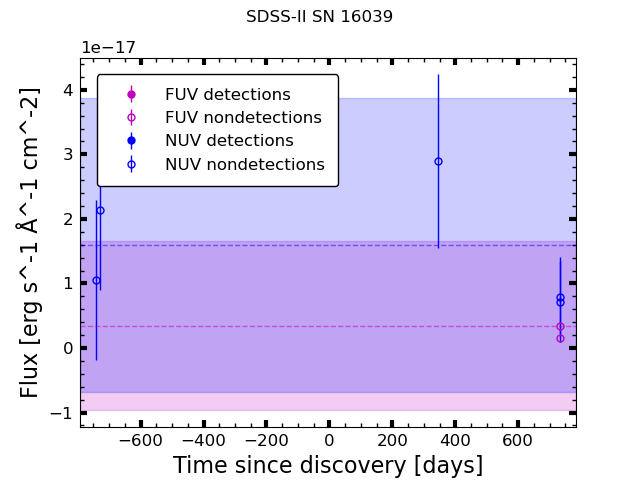 SDSS-II SN 16039
1e−17
FUV detections
FUV nondetections
NUV detections
NUV nondetections
4
3
2
1
0
−1
−600 −400 −200 0 200 400 600
Flux [erg s^-1 Å^-1 cm^-2]
Time since discovery [days]